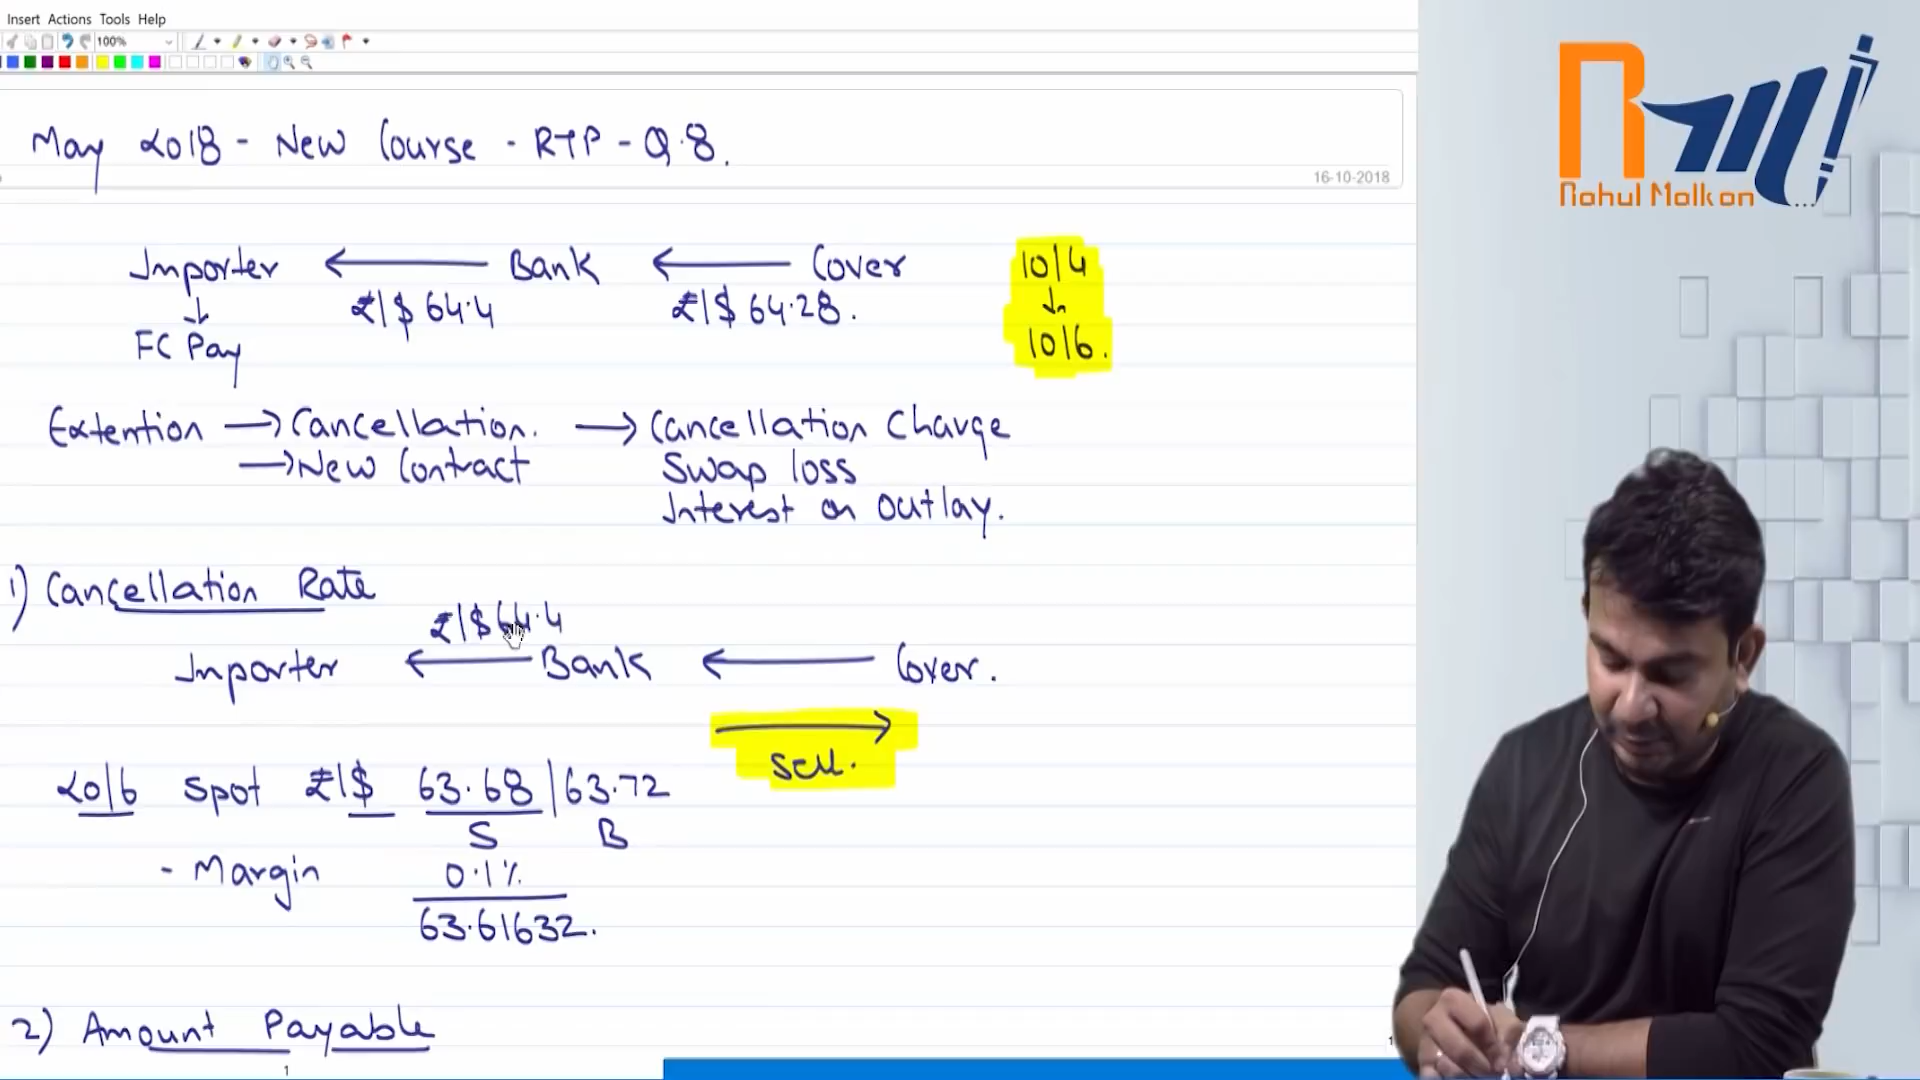 Insert Actions Tools Help
100%
May 2018 - New Course - RTP - Q.8.
16-10-2018
Importer ← Bank ← Cover 10/4
↓ ₹/$ 64.4 ₹/$ 64.28. ↓
FC Pay 10/6.
Extention → Cancellation. → Cancellation Charge
→ New Contract Swap loss
Interest on outlay.
1) Cancellation Rate
₹/$ 64.4
Importer ← Bank ← Cover.
→
Sell.
20/6 Spot ₹/$ 63.68 | 63.72
S B
- Margin 0.1%
63.61632.
2) Amount Payable
1
Rahul Malkan